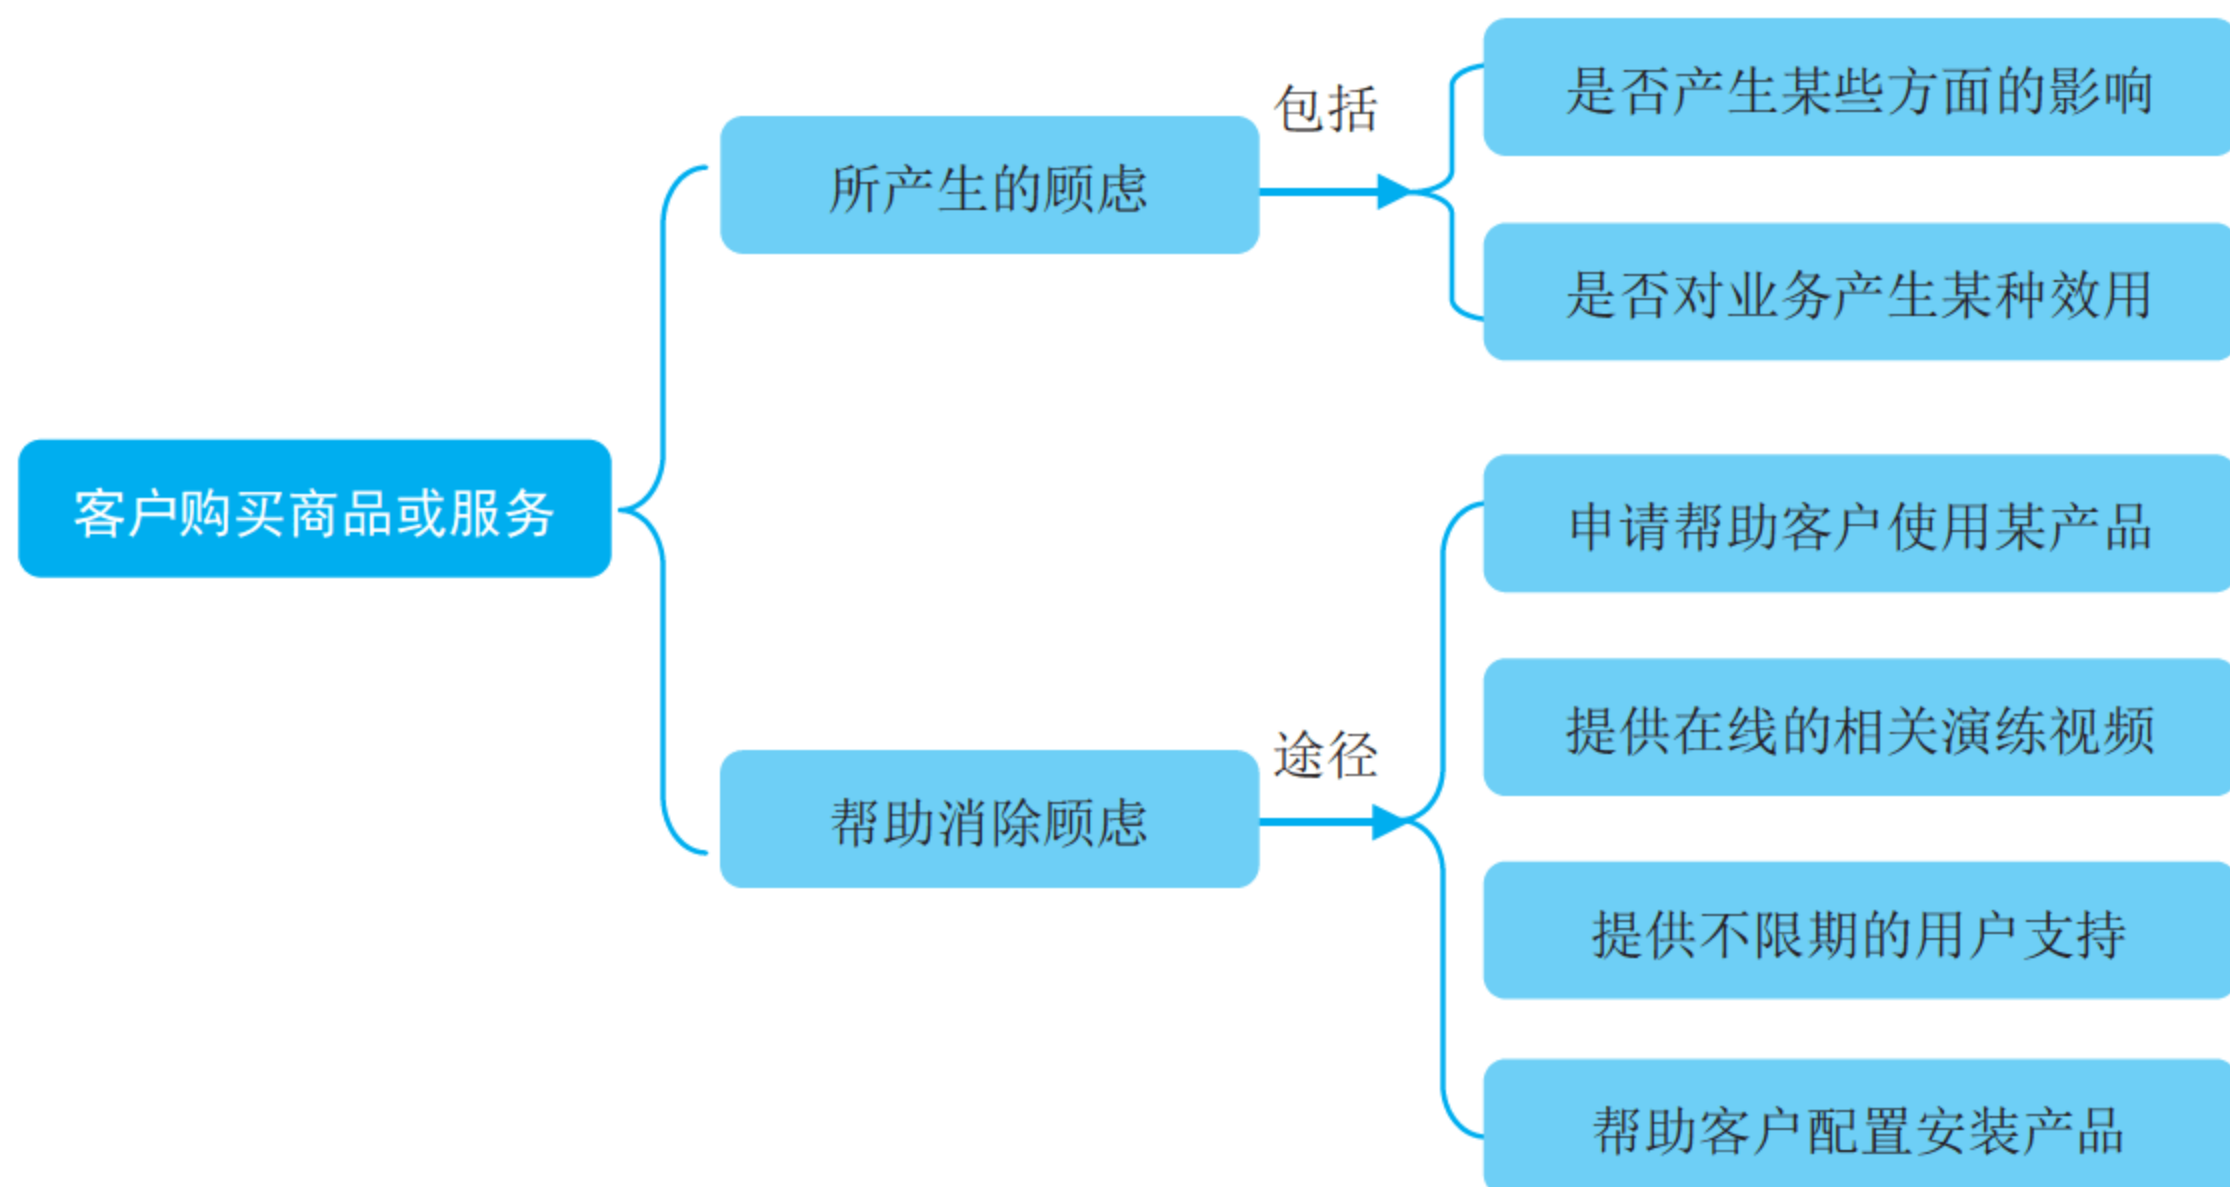 客户购买商品或服务
所产生的顾虑
包括
是否产生某些方面的影响
是否对业务产生某种效用
帮助消除顾虑
途径
申请帮助客户使用某产品
提供在线的相关演练视频
提供不限期的用户支持
帮助客户配置安装产品